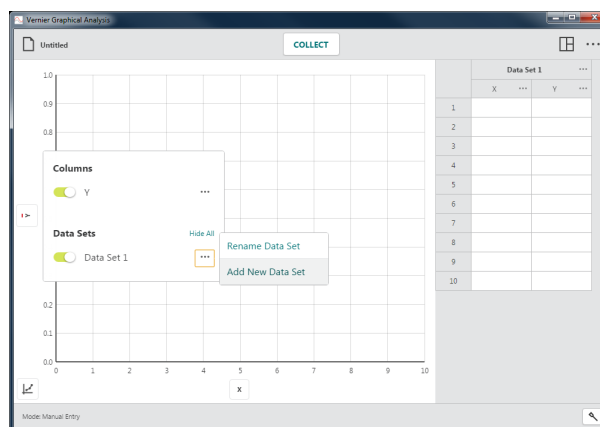 Vernier Graphical Analysis
Untitled
COLLECT
...
Data Set 1 ...
X ... Y ...
1
2
3
4
5
6
7
8
9
10
1.0
0.9
0.8
Columns
Y ...
Data Sets Hide All
Data Set 1 ...
Rename Data Set
Add New Data Set
Y
0.2
0.1
0.0
0 1 2 3 4 5 6 7 8 9 10
X
Mode: Manual Entry